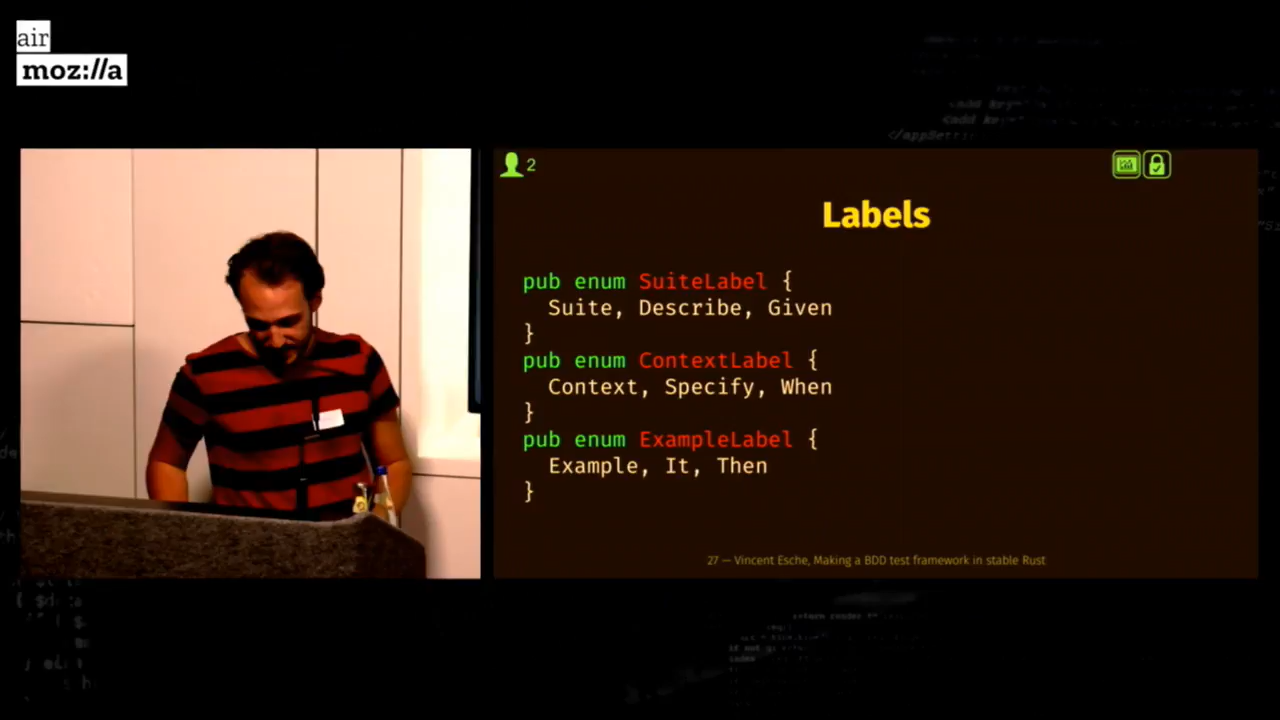 air
moz://a
2
Labels
pub enum SuiteLabel {
Suite, Describe, Given
}
pub enum ContextLabel {
Context, Specify, When
}
pub enum ExampleLabel {
Example, It, Then
}
27 — Vincent Esche, Making a BDD test framework in stable Rust